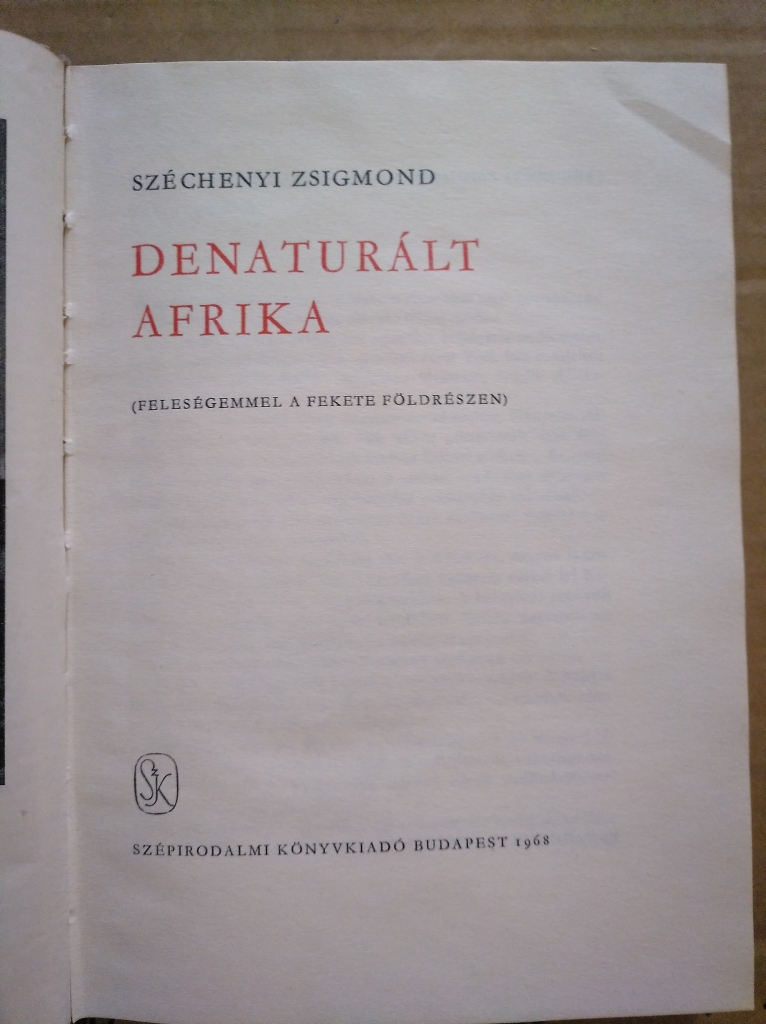 SZÉCHENYI ZSIGMOND
DENATURÁLT
AFRIKA
(FELESÉGEMMEL A FEKETE FÖLDRÉSZEN)
SzK
SZÉPIRODALMI KÖNYVKIADÓ BUDAPEST 1968